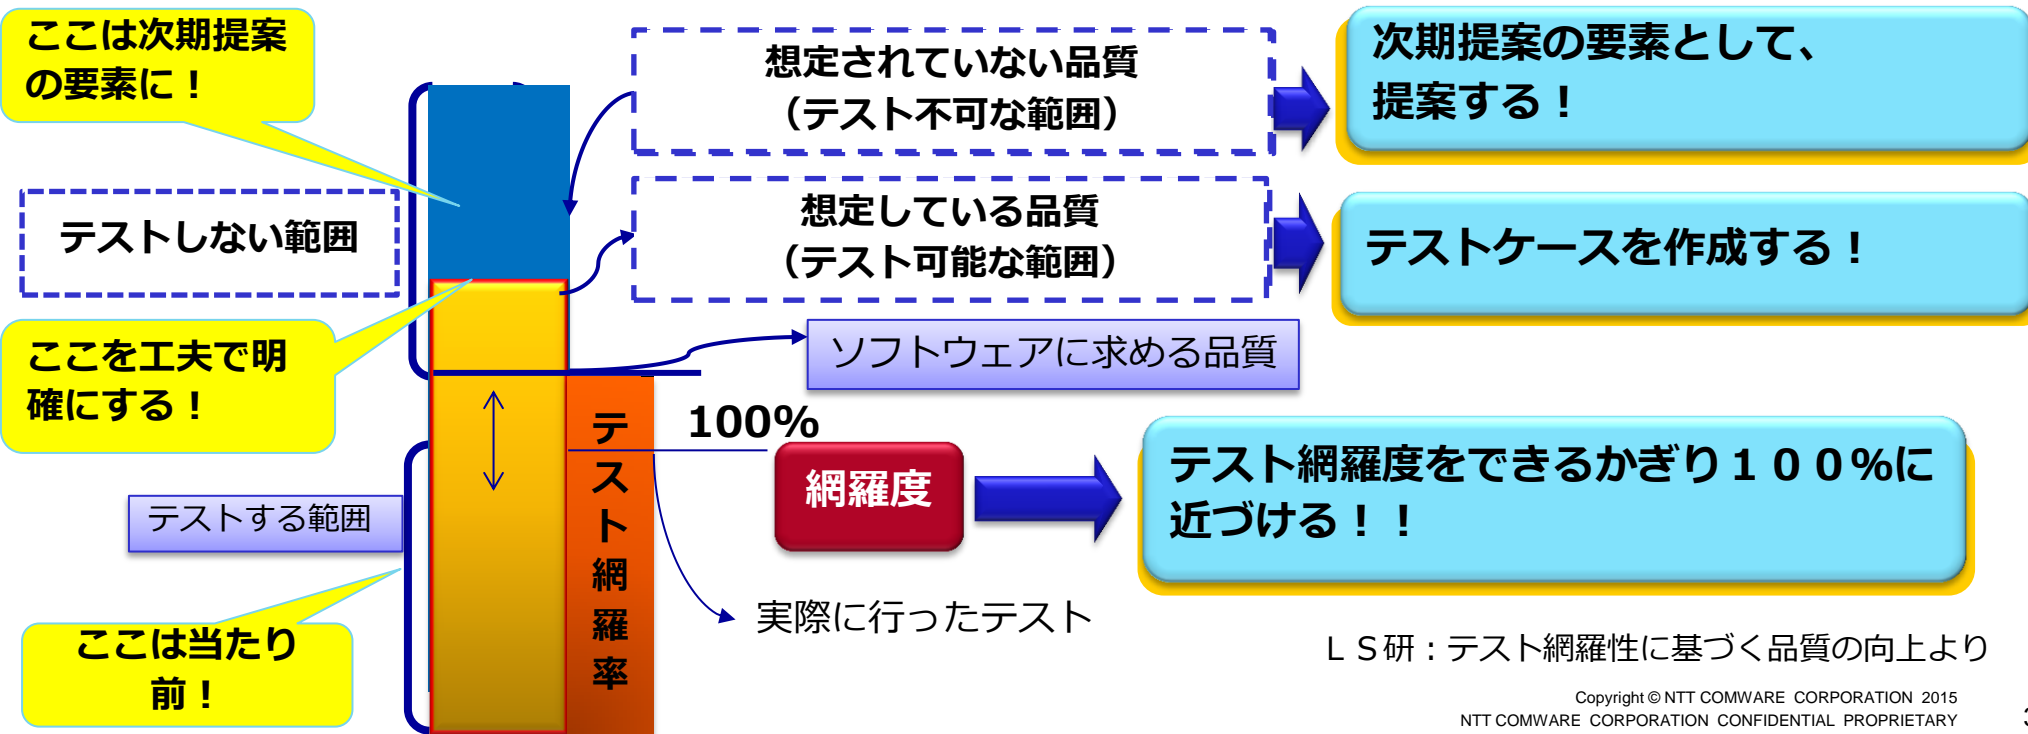 ここは次期提案
の要素に！
想定されていない品質
（テスト不可な範囲）
次期提案の要素として、
提案する！
テストしない範囲
想定している品質
（テスト可能な範囲）
テストケースを作成する！
ここを工夫で明
確にする！
ソフトウェアに求める品質
100%
テスト網羅率
網羅度
テスト網羅度をできるかぎり１００%に
近づける！！
テストする範囲
実際に行ったテスト
ここは当たり
前！
ＬＳ研：テスト網羅性に基づく品質の向上より
Copyright © NTT COMWARE CORPORATION 2015
NTT COMWARE CORPORATION CONFIDENTIAL PROPRIETARY